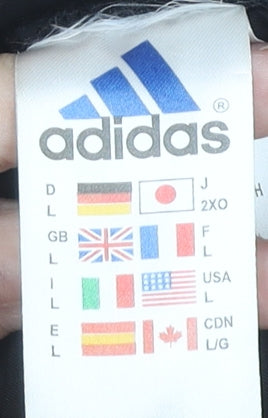 adidas ®
D J
L 2XO
GB F
L L
I USA
L L
E CDN
L L/G
H